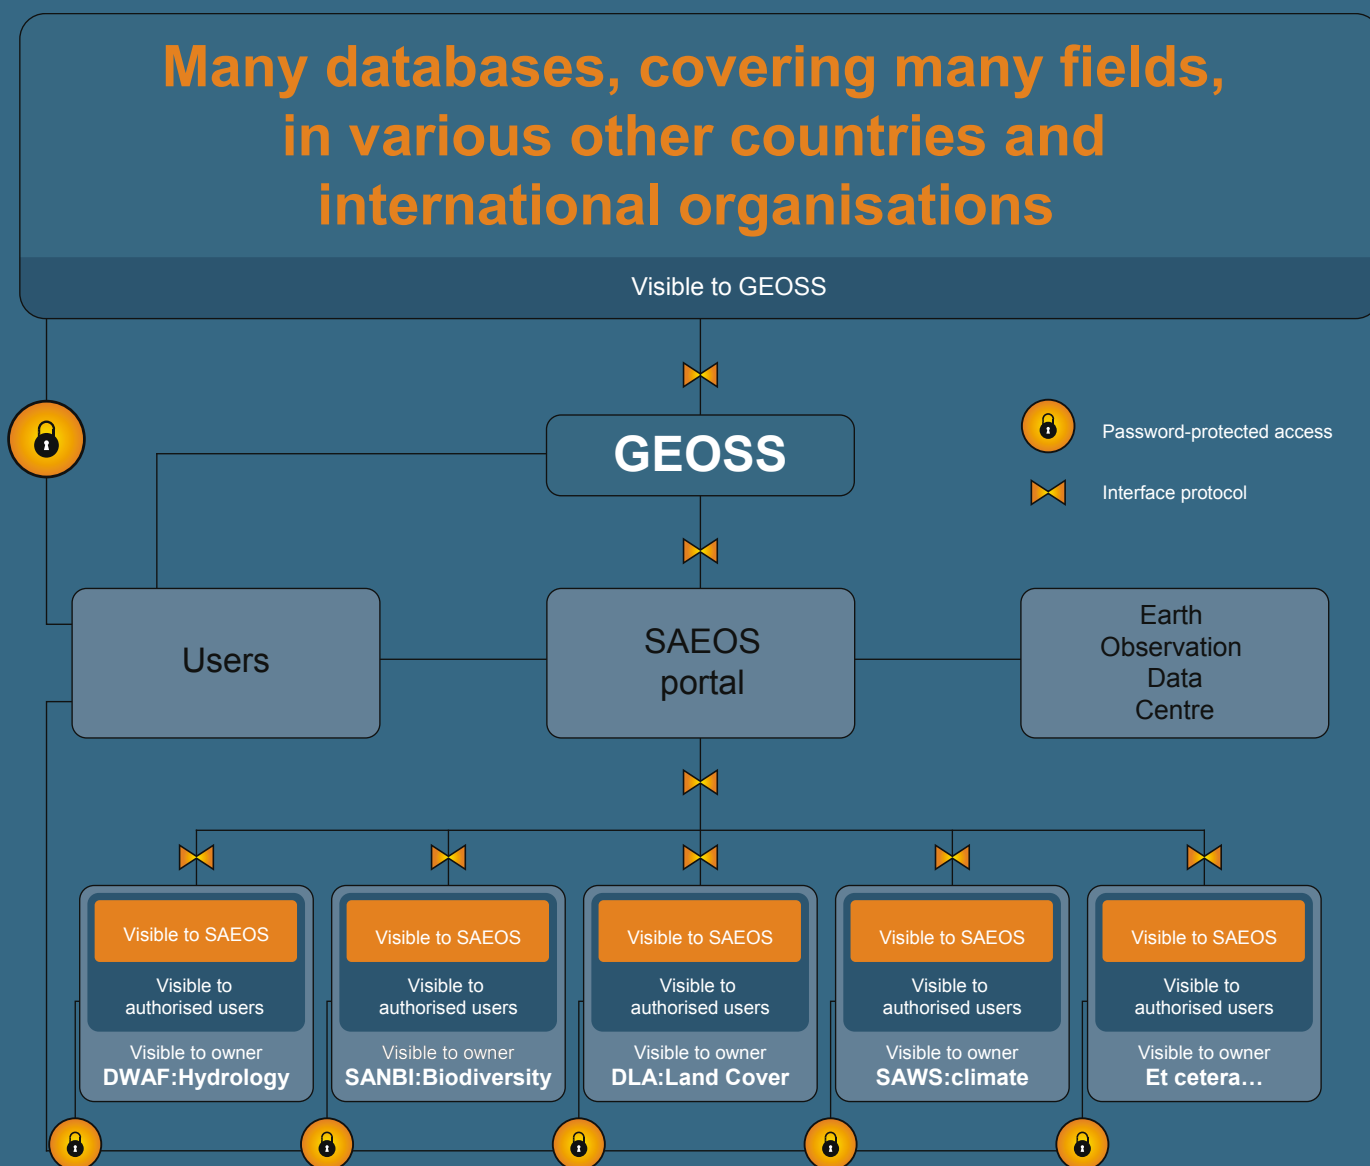 Many databases, covering many fields,
in various other countries and
international organisations
Visible to GEOSS
GEOSS
Password-protected access
Interface protocol
Users
SAEOS
portal
Earth
Observation
Data
Centre
Visible to SAEOS
Visible to
authorised users
Visible to owner
DWAF:Hydrology
Visible to SAEOS
Visible to
authorised users
Visible to owner
SANBI:Biodiversity
Visible to SAEOS
Visible to
authorised users
Visible to owner
DLA:Land Cover
Visible to SAEOS
Visible to
authorised users
Visible to owner
SAWS:climate
Visible to SAEOS
Visible to
authorised users
Visible to owner
Et cetera…